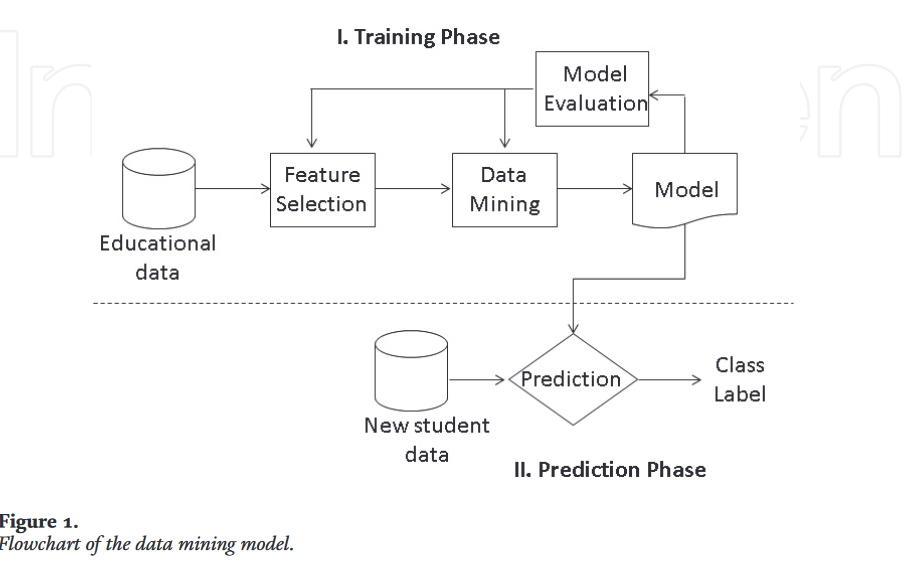 I. Training Phase
Model
Evaluation
Feature
Selection
Data
Mining
Model
Educational
data
Prediction
Class
Label
New student
data
II. Prediction Phase
Figure 1.
Flowchart of the data mining model.